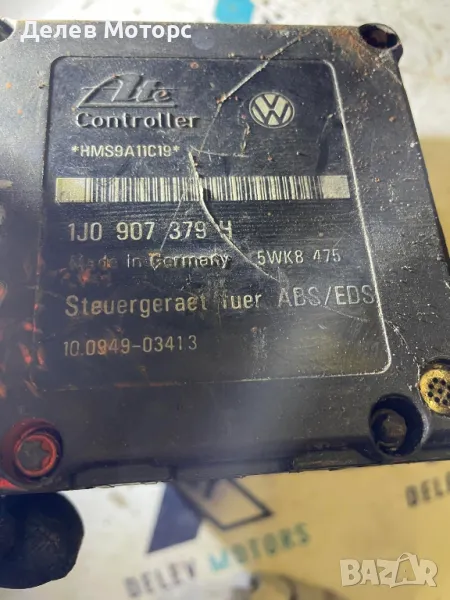 Делев Моторс
Ate
Controller
*HMS9A11C19*
1J0 907 379 H
Made in Germany 5WK8 475
Steuergeraet fuer ABS/EDS
10.0949-03413
DELEV MOTORS
BAZAR